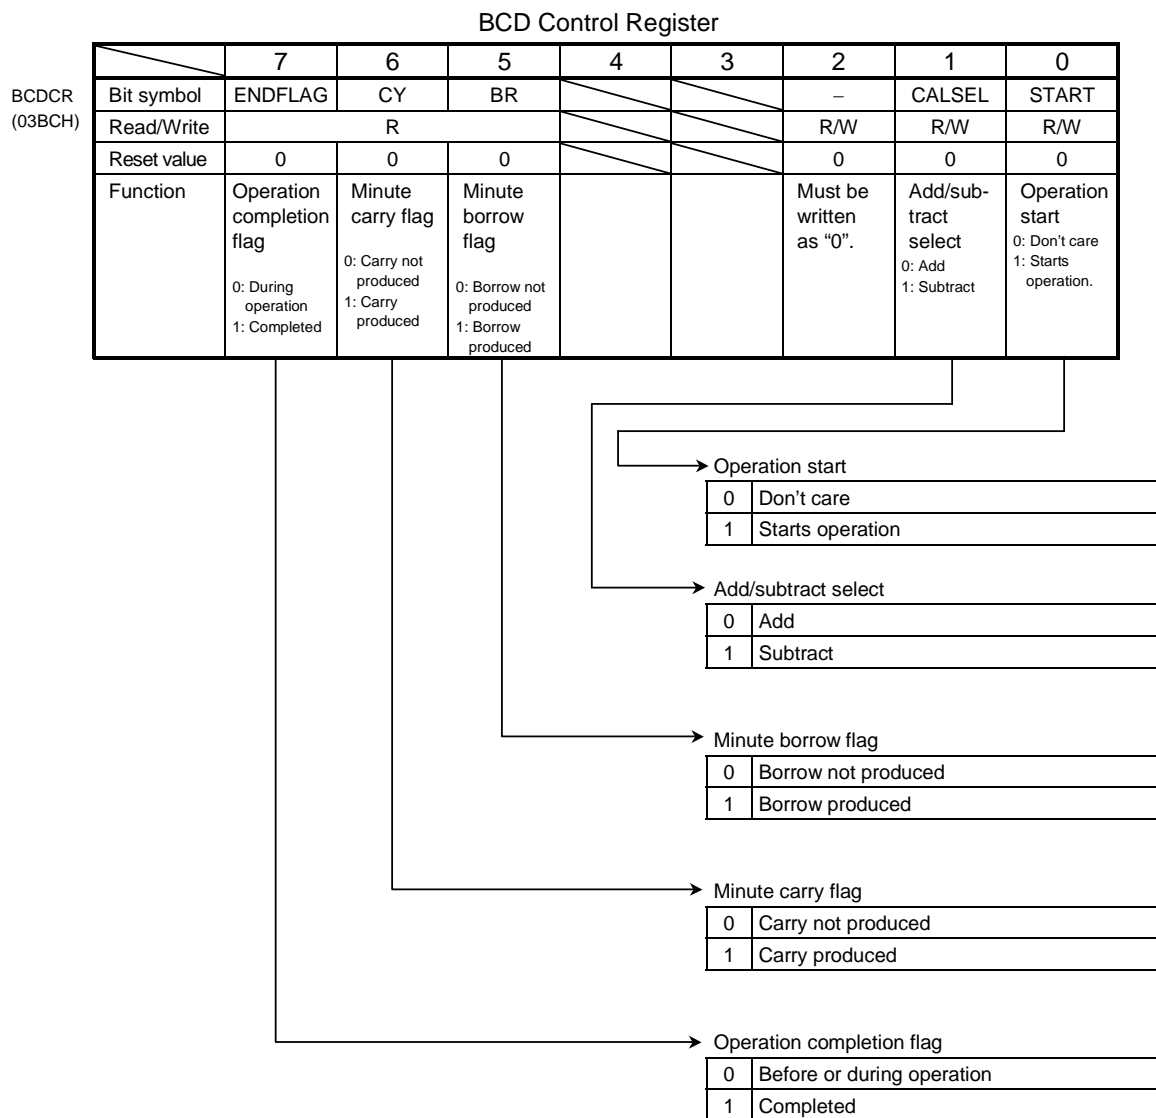 BCD Control Register
7 6 5 4 3 2 1 0
BCDCR
(03BCH)
Bit symbol ENDFLAG CY BR – CALSEL START
Read/Write R R/W R/W R/W
Reset value 0 0 0 0 0 0
Function
Operation
completion
flag
0: During
operation
1: Completed
Minute
carry flag
0: Carry not
produced
1: Carry
produced
Minute
borrow
flag
0: Borrow not
produced
1: Borrow
produced
Must be
written
as “0”.
Add/sub-
tract
select
0: Add
1: Subtract
Operation
start
0: Don’t care
1: Starts
operation.
Operation start
0 Don’t care
1 Starts operation
Add/subtract select
0 Add
1 Subtract
Minute borrow flag
0 Borrow not produced
1 Borrow produced
Minute carry flag
0 Carry not produced
1 Carry produced
Operation completion flag
0 Before or during operation
1 Completed